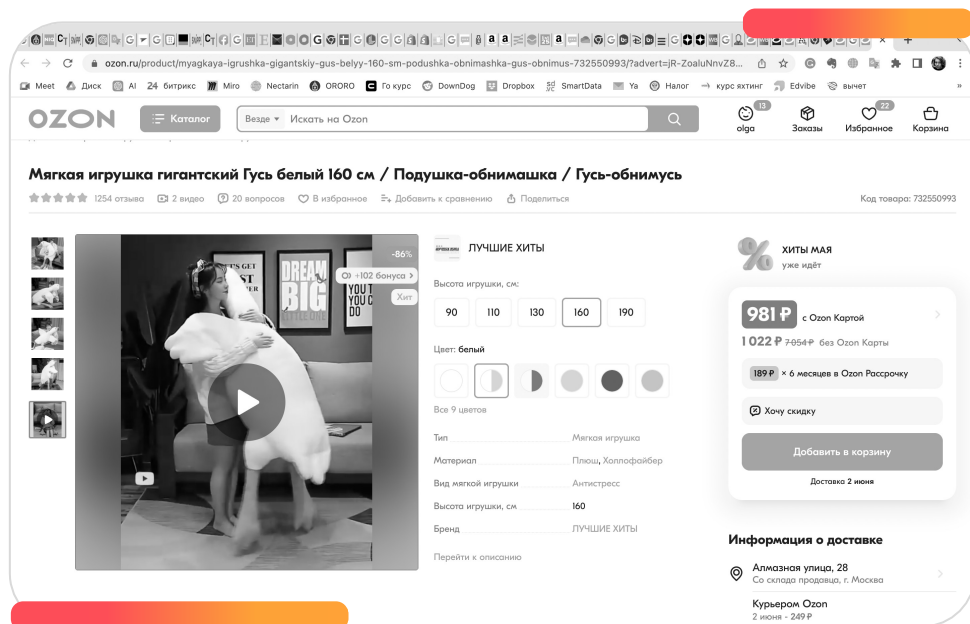 ozon.ru/product/myagkaya-igrushka-gigantskiy-gus-belyy-160-sm-podushka-obnimashka-gus-obnimus-732550993/?advert=jR-ZoaluNnvZ8...
Meet Диск AI 24 битрикс Miro Nectarin ORORO Го курс DownDog Dropbox SmartData Ya Налог курс яхтинг Edvibe вычет »
OZON
Каталог
Везде
Искать на Ozon
13
olga
Заказы
22
Избранное
Корзина
Мягкая игрушка гигантский Гусь белый 160 см / Подушка-обнимашка / Гусь-обнимусь
1254 отзыва 2 видео 20 вопросов В избранное Добавить к сравнению Поделиться
Код товара: 732550993
-86%
+102 бонуса
Хит
DREAM
BIG
YOU
DO
ЛУЧШИЕ ХИТЫ
Высота игрушки, см:
90 110 130 160 190
Цвет: белый
Все 9 цветов
Тип Мягкая игрушка
Материал Плюш, Холлофайбер
Вид мягкой игрушки Антистресс
Высота игрушки, см 160
Бренд ЛУЧШИЕ ХИТЫ
Перейти к описанию
%
ХИТЫ МАЯ
уже идёт
981 ₽ с Ozon Картой
1 022 ₽ 7 054 ₽ без Ozon Карты
189 ₽ × 6 месяцев в Ozon Рассрочку
Хочу скидку
Добавить в корзину
Доставка 2 июня
Информация о доставке
Алмазная улица, 28
Со склада продавца, г. Москва
Курьером Ozon
2 июня - 249 ₽